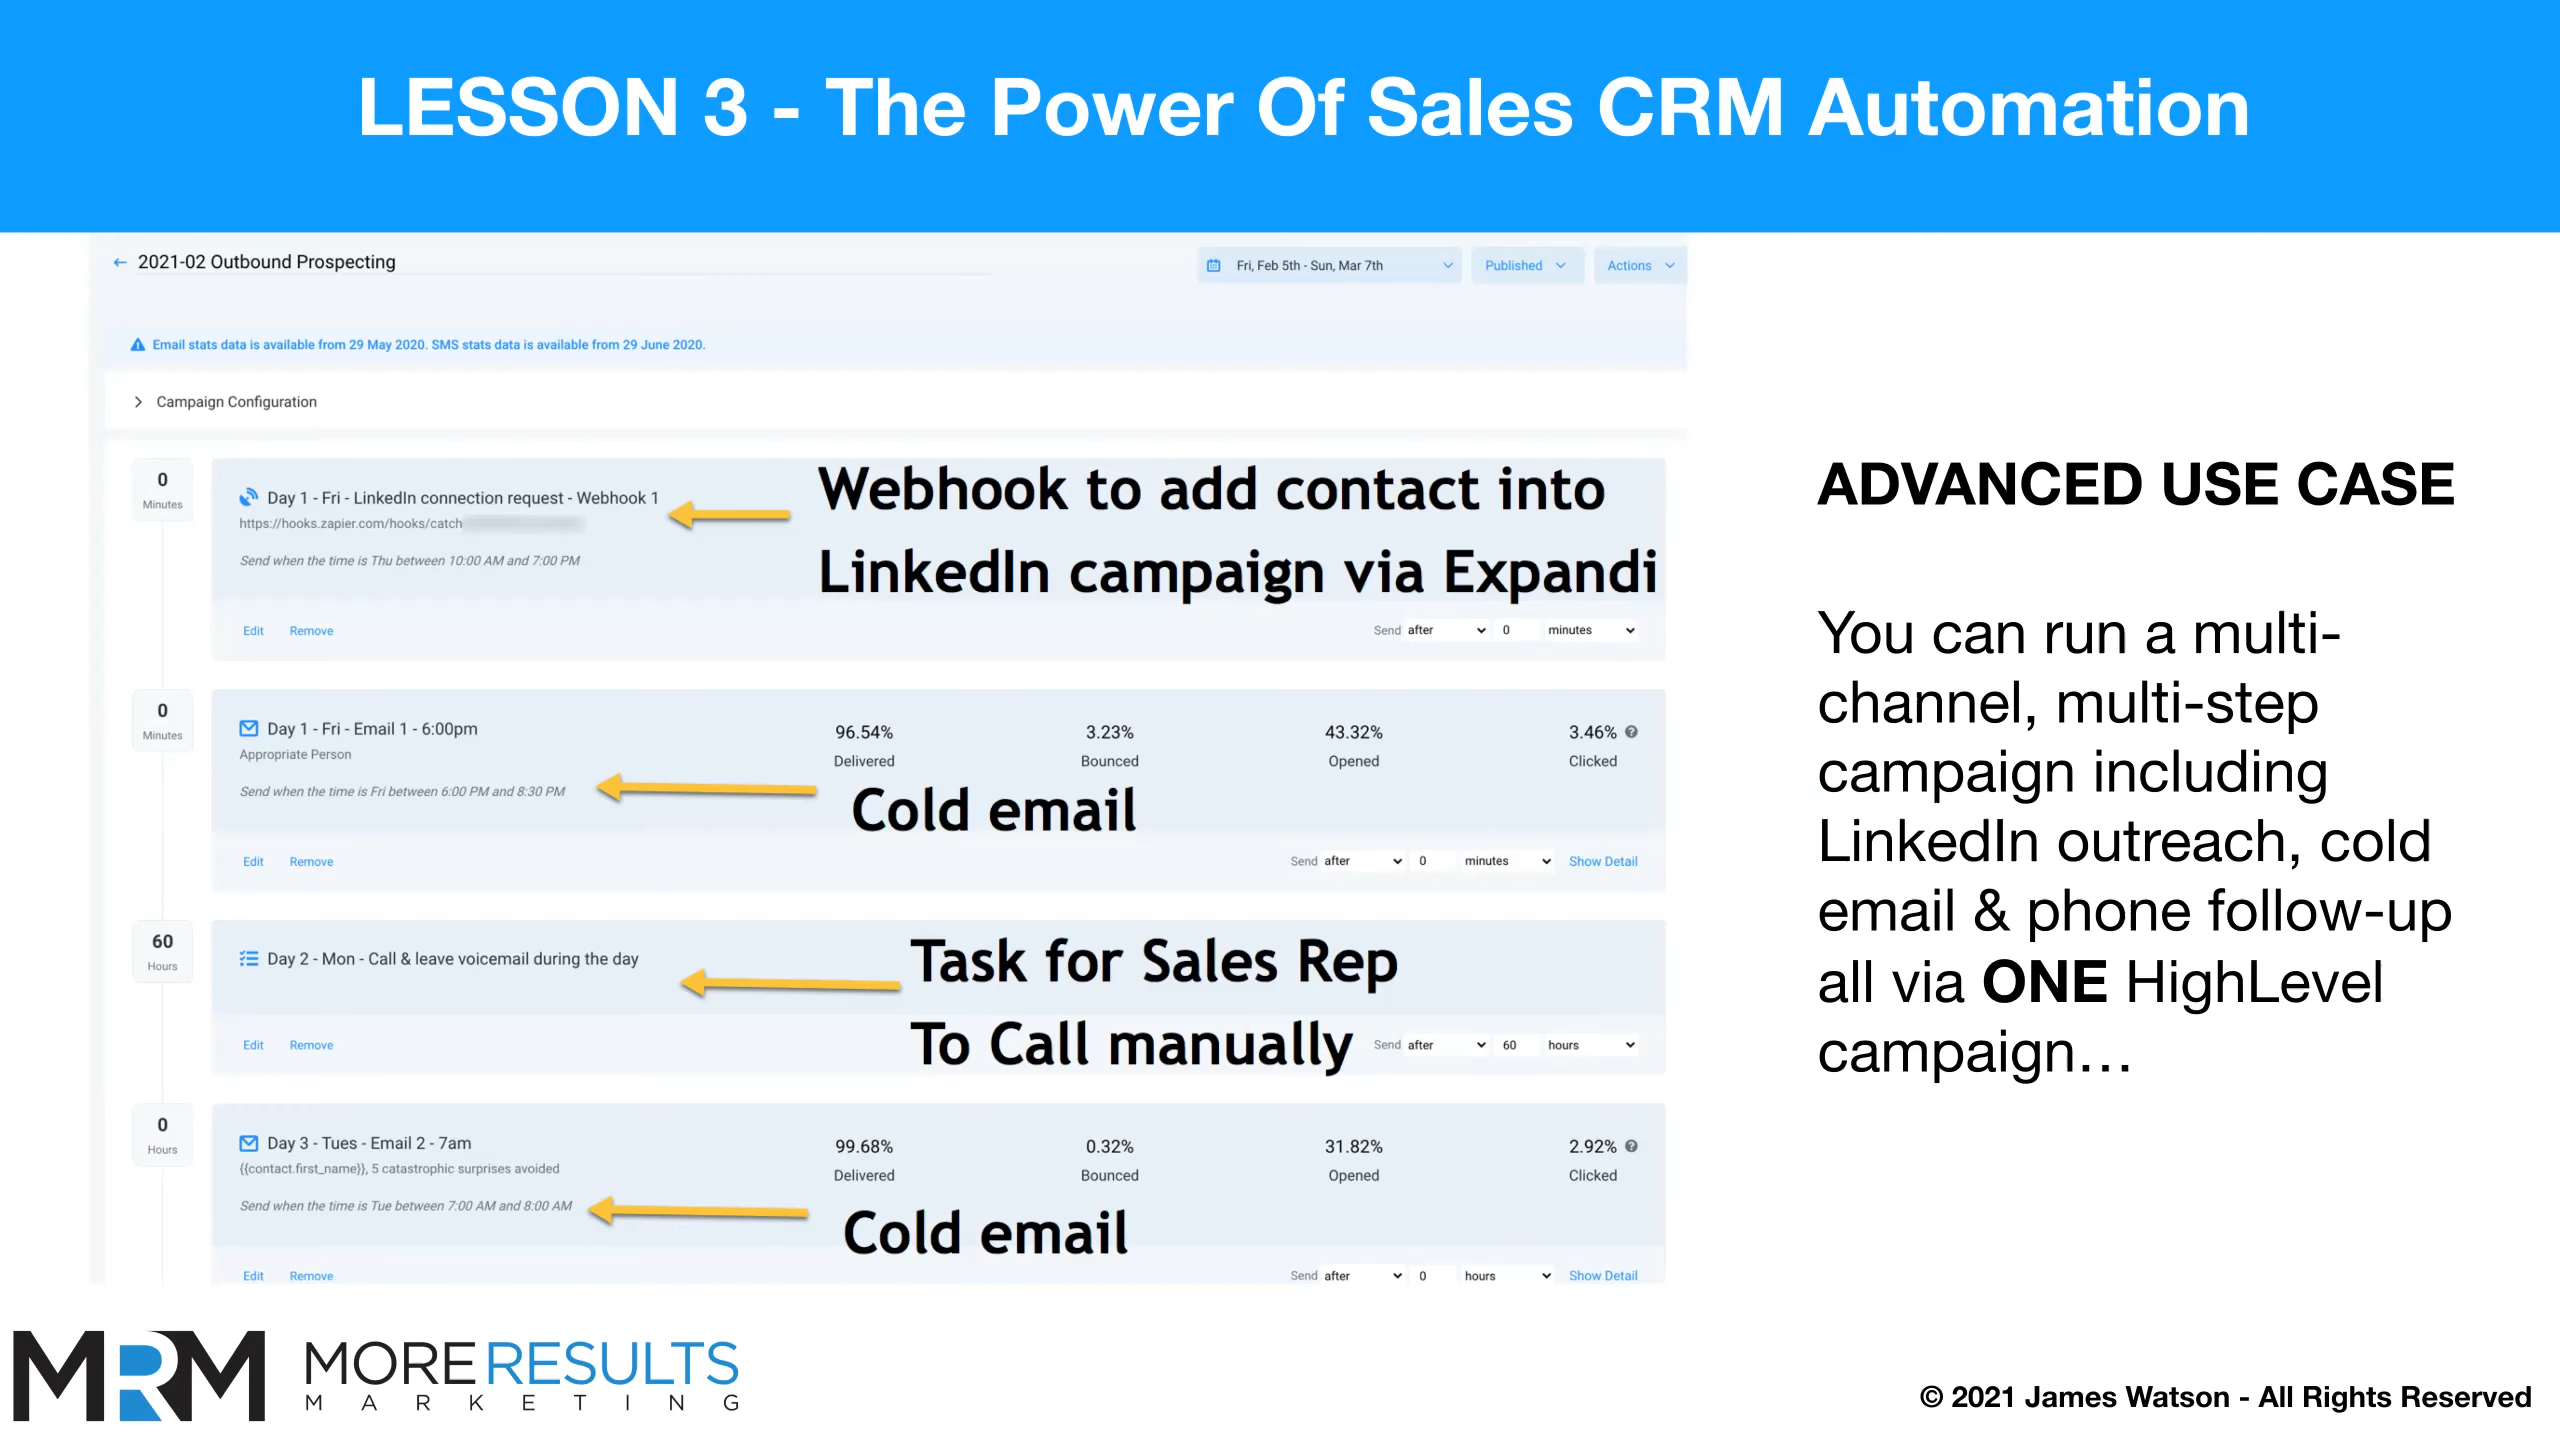 LESSON 3 - The Power Of Sales CRM Automation
2021-02 Outbound Prospecting
Fri, Feb 5th - Sun, Mar 7th
Published
Actions
Email stats data is available from 29 May 2020. SMS stats data is available from 29 June 2020.
Campaign Configuration
0
Minutes
Day 1 - Fri - LinkedIn connection request - Webhook 1
https://hooks.zapier.com/hooks/catch
Send when the time is Thu between 10:00 AM and 7:00 PM
Webhook to add contact into
LinkedIn campaign via Expandi
Edit Remove
Send after 0 minutes
0
Minutes
Day 1 - Fri - Email 1 - 6:00pm
Appropriate Person
Send when the time is Fri between 6:00 PM and 8:30 PM
96.54% 3.23% 43.32% 3.46%
Delivered Bounced Opened Clicked
Cold email
Edit Remove
Send after 0 minutes Show Detail
60
Hours
Day 2 - Mon - Call & leave voicemail during the day
Task for Sales Rep
To Call manually
Edit Remove
Send after 60 hours
0
Hours
Day 3 - Tues - Email 2 - 7am
{{contact.first_name}}, 5 catastrophic surprises avoided
Send when the time is Tue between 7:00 AM and 8:00 AM
99.68% 0.32% 31.82% 2.92%
Delivered Bounced Opened Clicked
Cold email
Edit Remove
Send after 0 hours Show Detail
ADVANCED USE CASE
You can run a multi-
channel, multi-step
campaign including
LinkedIn outreach, cold
email & phone follow-up
all via ONE HighLevel
campaign…
MRM
MORE RESULTS
MARKETING
© 2021 James Watson - All Rights Reserved